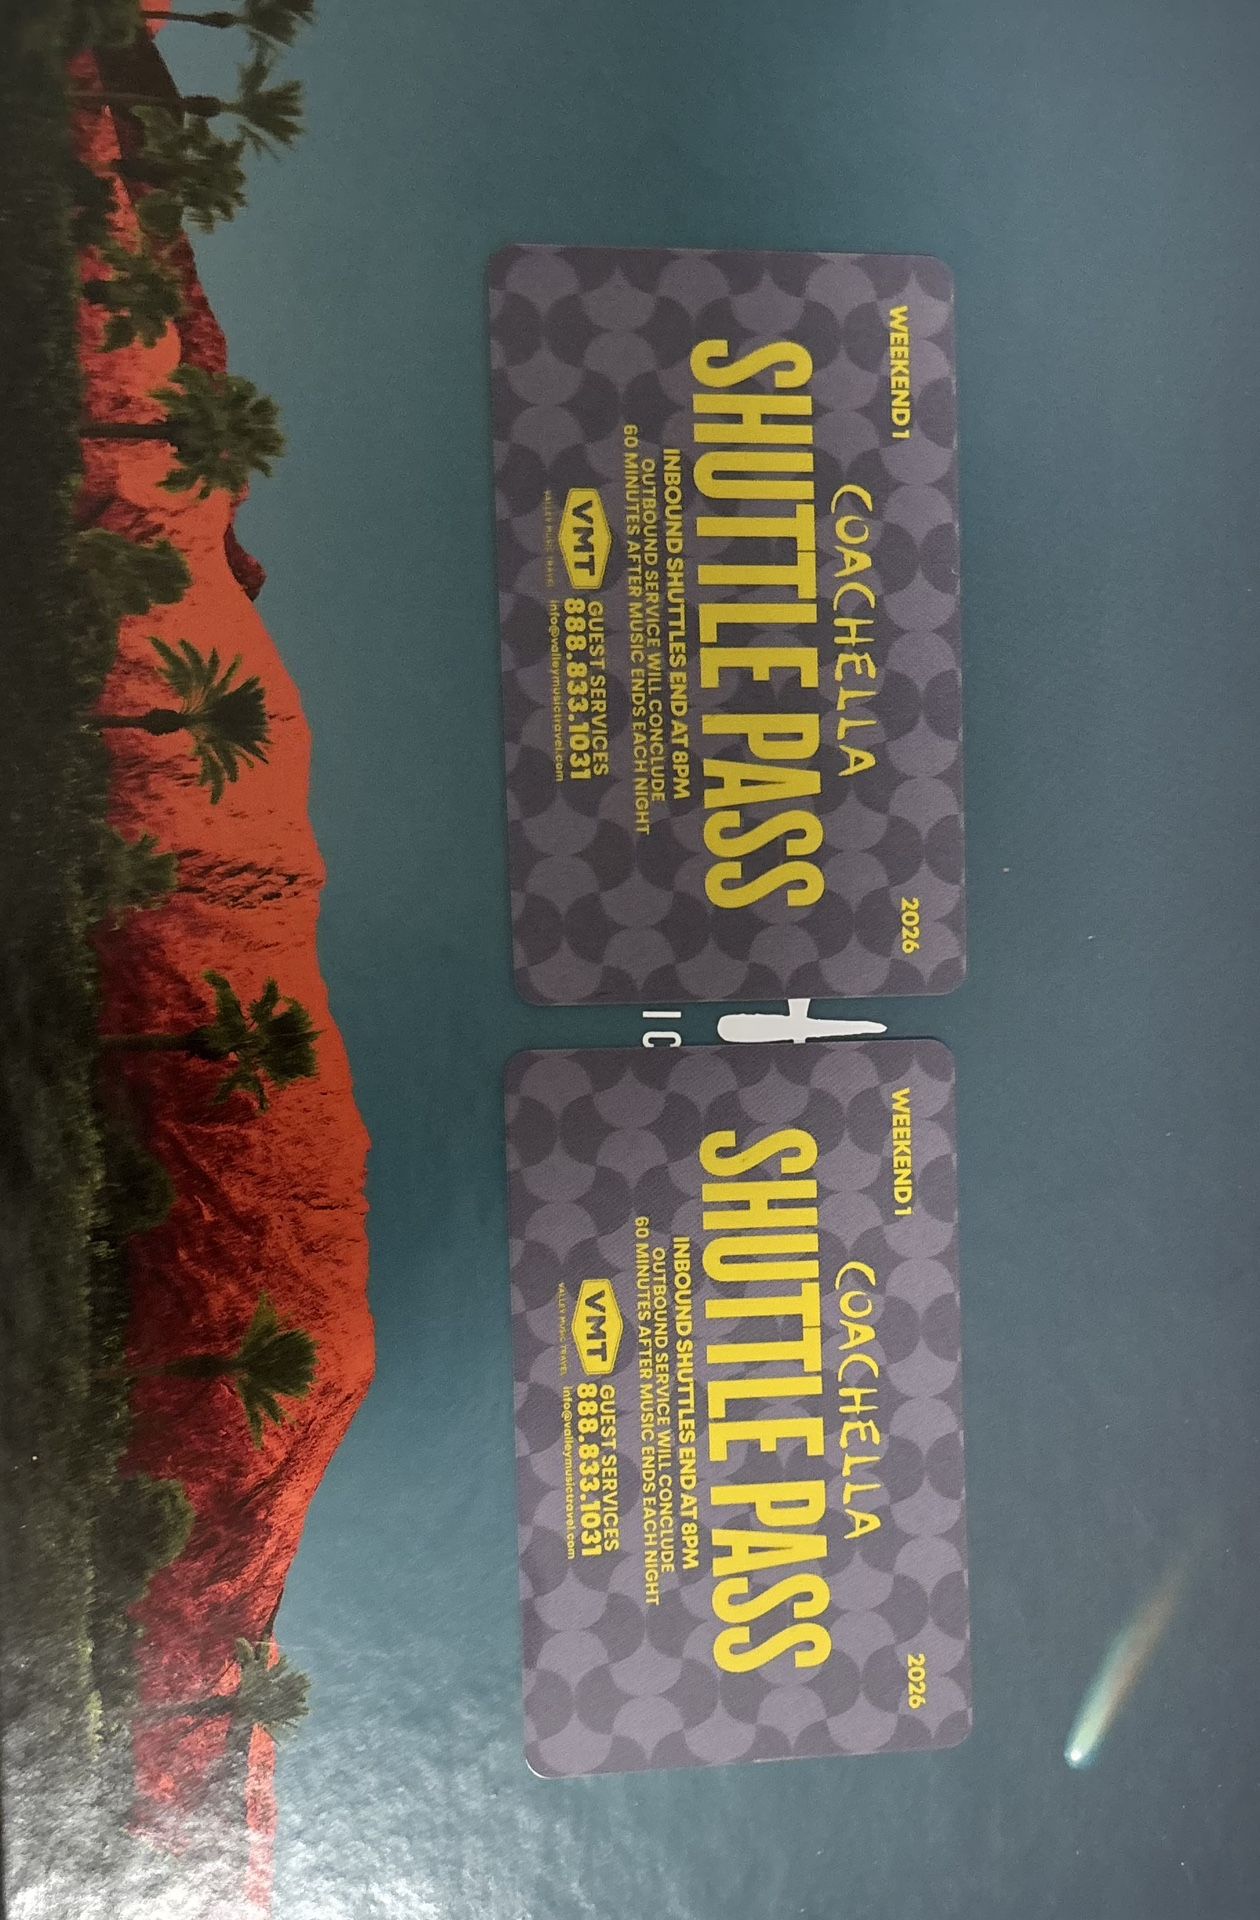 WEEKEND 1
2026
COACHELLA
SHUTTLE PASS
INBOUND SHUTTLES END AT 8PM
OUTBOUND SERVICE WILL CONCLUDE
60 MINUTES AFTER MUSIC ENDS EACH NIGHT
VMT
VALLEY MUSIC TRAVEL
GUEST SERVICES
888.833.1031
info@valleymusictravel.com
WEEKEND 1
2026
COACHELLA
SHUTTLE PASS
INBOUND SHUTTLES END AT 8PM
OUTBOUND SERVICE WILL CONCLUDE
60 MINUTES AFTER MUSIC ENDS EACH NIGHT
VMT
VALLEY MUSIC TRAVEL
GUEST SERVICES
888.833.1031
info@valleymusictravel.com